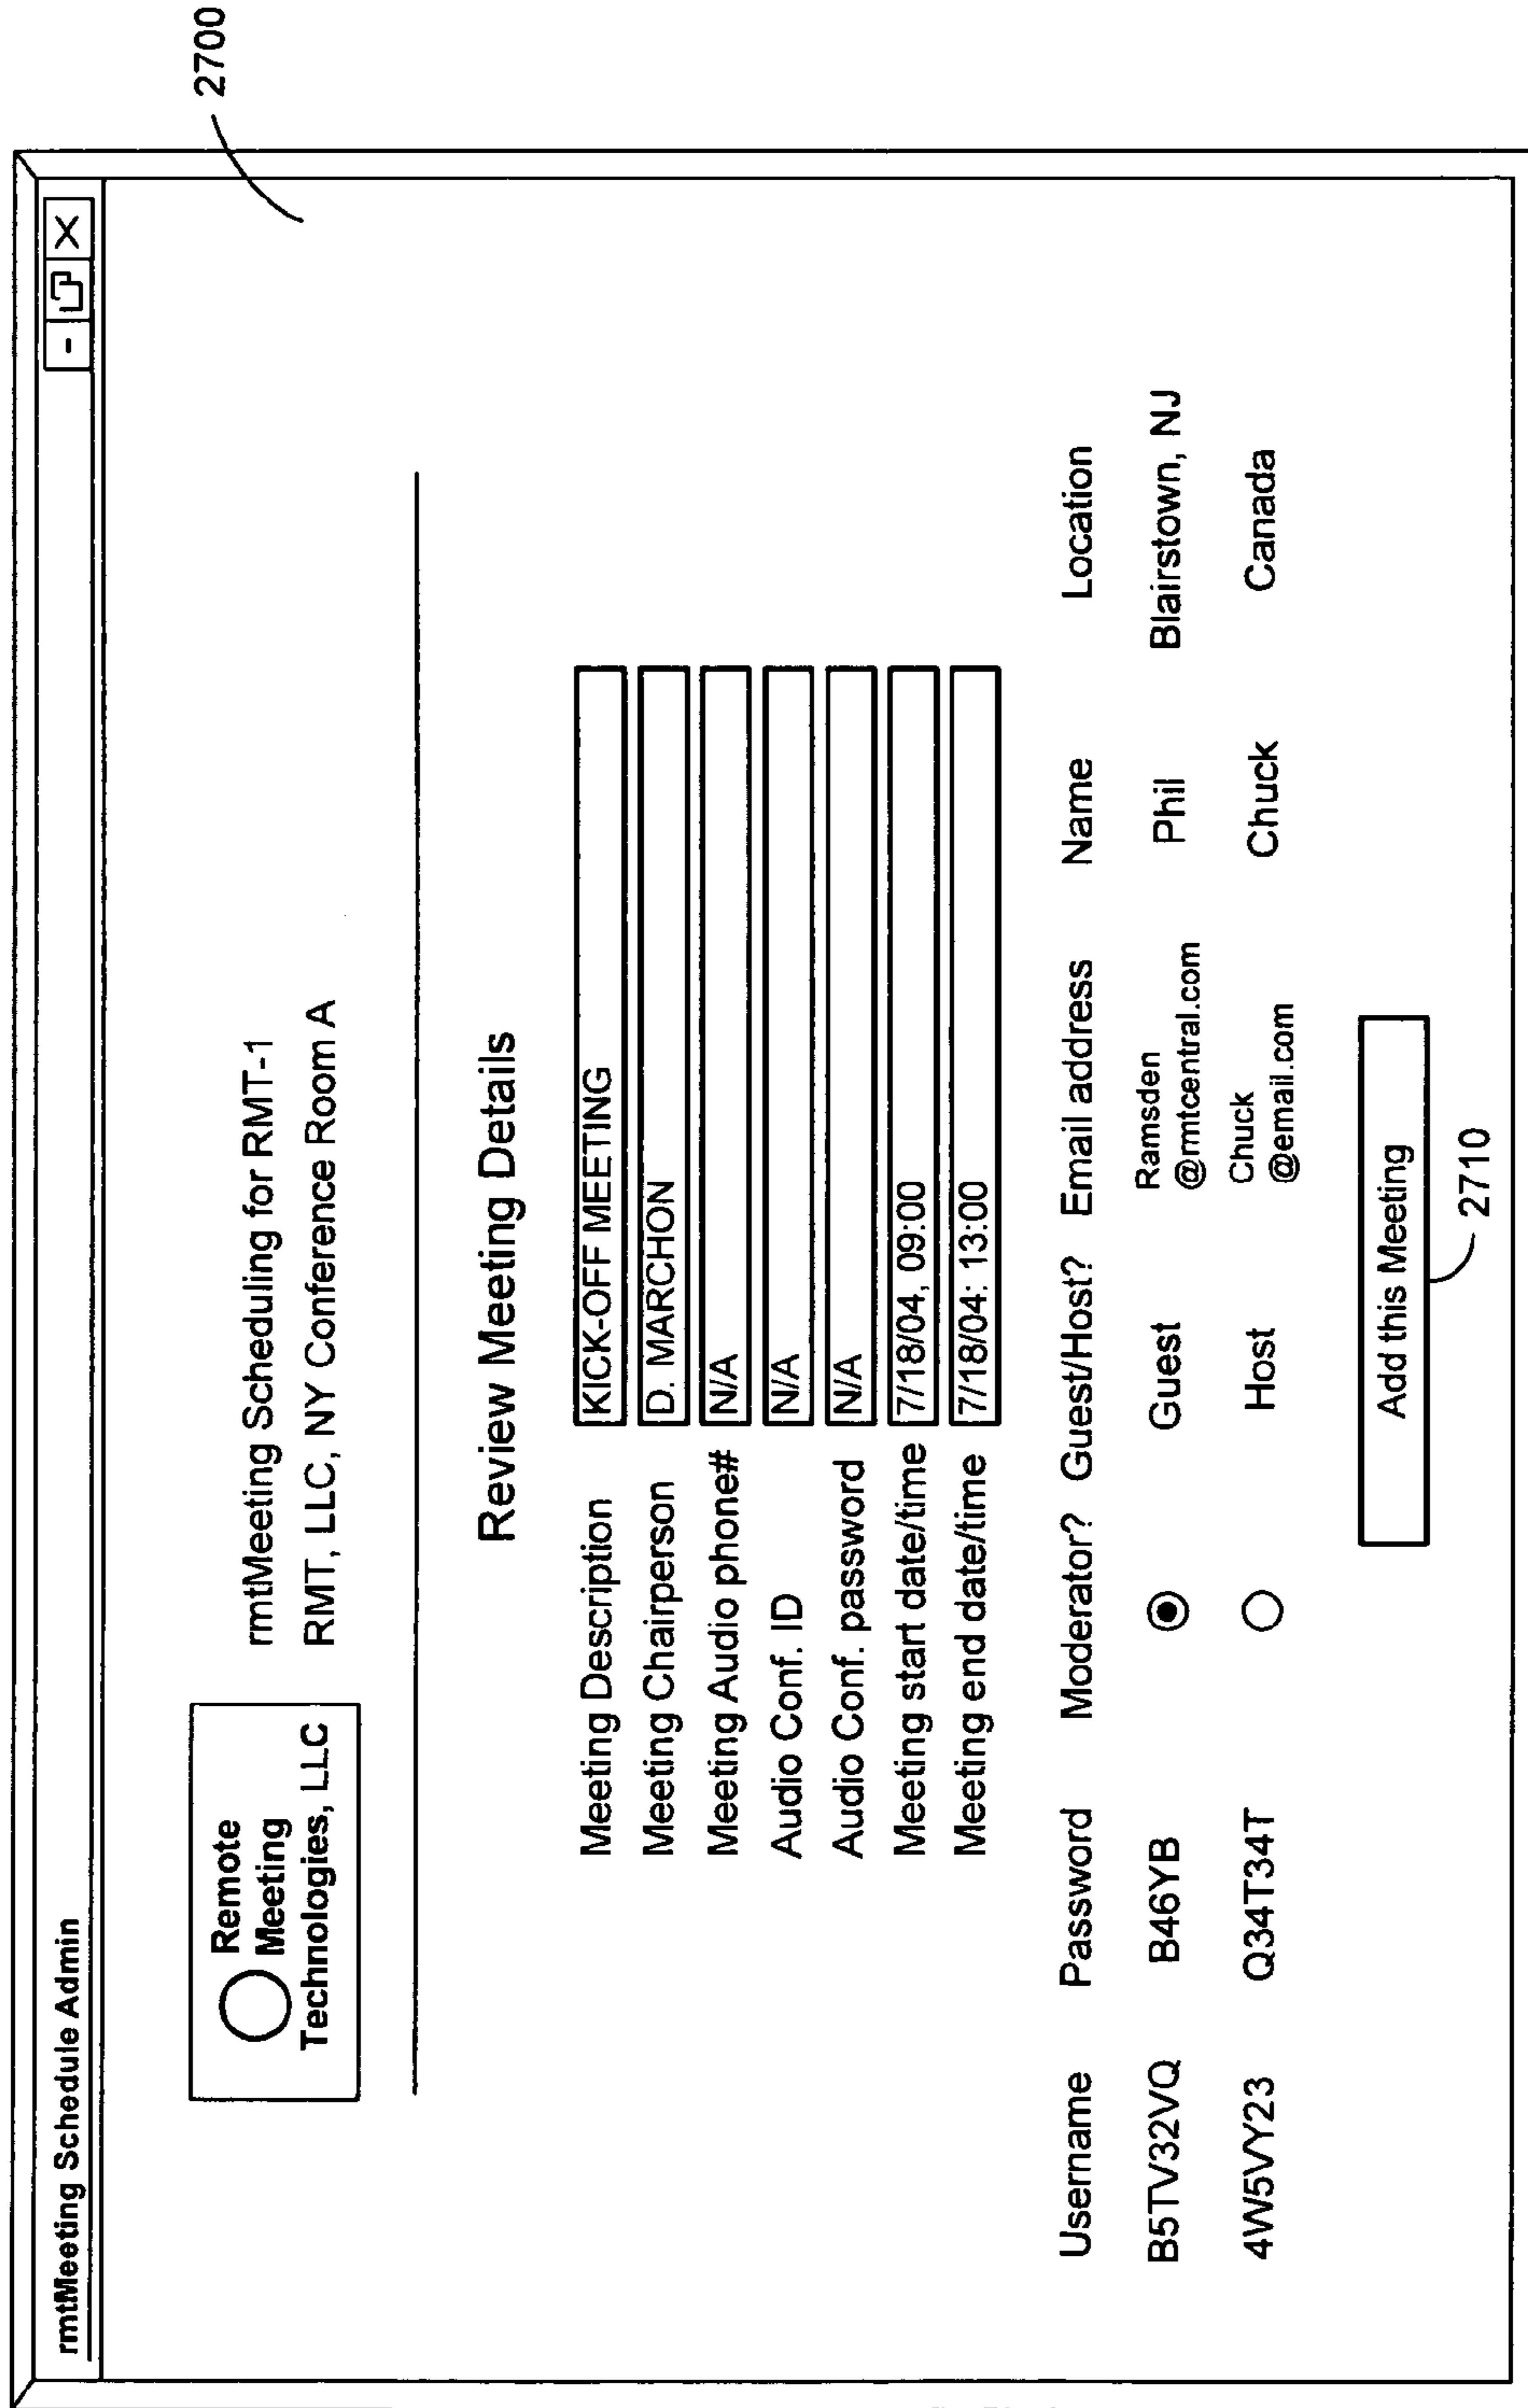 rmtMeeting Schedule Admin
- X
2700
Remote
Meeting
Technologies, LLC
rmtMeeting Scheduling for RMT-1
RMT, LLC, NY Conference Room A
Review Meeting Details
Meeting Description KICK-OFF MEETING
Meeting Chairperson D. MARCHON
Meeting Audio phone# N/A
Audio Conf. ID N/A
Audio Conf. password N/A
Meeting start date/time 7/18/04, 09:00
Meeting end date/time 7/18/04: 13:00
Username Password Moderator? Guest/Host? Email address Name Location
B5TV32VQ B46YB Guest Ramsden @rmtcentral.com Phil Blairstown, NJ
4W5VY23 Q34T34T Host Chuck @email.com Chuck Canada
Add this Meeting
2710